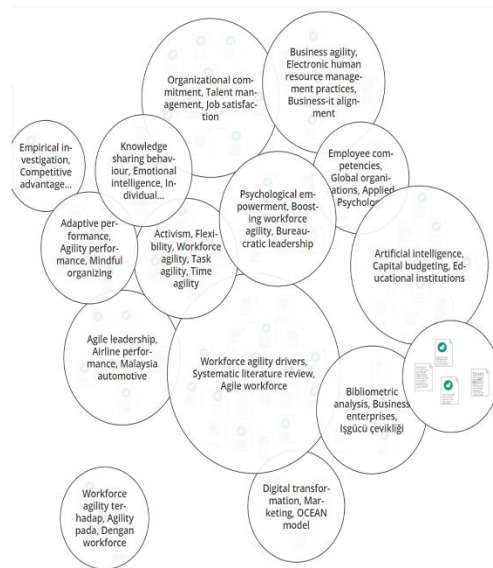 Business agility,
Electronic human
resource manage-
ment practices,
Business-it align-
ment
Organizational com-
mitment, Talent man-
agement, Job satisfac-
tion
Empirical in-
vestigation,
Competitive
advantage...
Knowledge
sharing behav-
iour, Emotional
intelligence, In-
dividual...
Employee com-
petencies,
Global organi-
zations, Applied
Psycholo
Psychological em-
powerment, Boost-
ing workforce
agility, Bureau-
cratic leadership
Adaptive per-
formance,
Agility perfor-
mance, Mindful
organizing
Activism, Flexi-
bility, Workforce
agility, Task
agility, Time
agility
Artificial intelligence,
Capital budgeting, Ed-
ucational institutions
Agile leadership,
Airline perfor-
mance, Malaysia
automotive
Workforce agility drivers,
Systematic literature review,
Agile workforce
Bibliometric
analysis, Business
enterprises,
İşgücü çevikliği
Workforce
agility ter-
hadap, Agility
pada, Dengan
workforce
Digital transfor-
mation, Mar-
keting, OCEAN
model